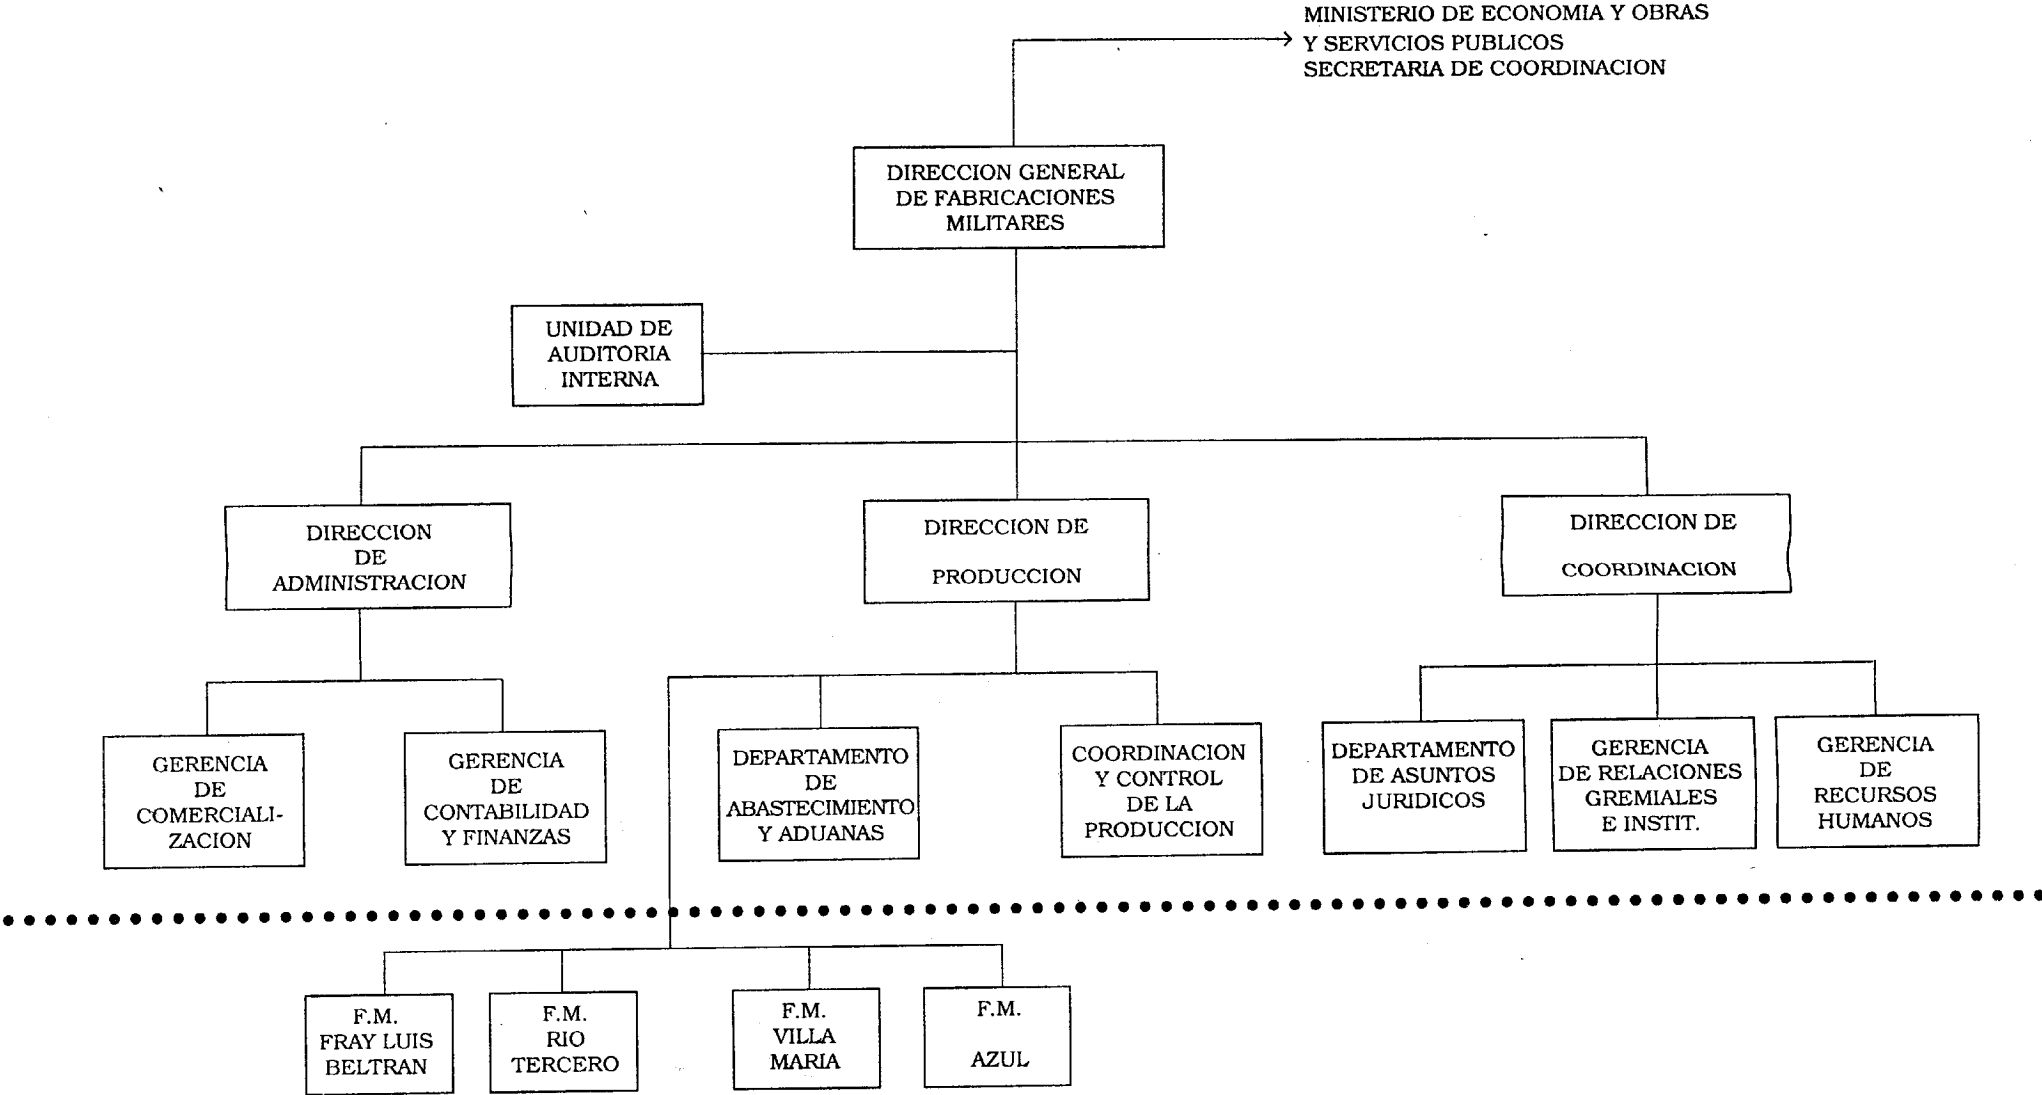 MINISTERIO DE ECONOMIA Y OBRAS
Y SERVICIOS PUBLICOS
SECRETARIA DE COORDINACION
DIRECCION GENERAL
DE FABRICACIONES
MILITARES
UNIDAD DE
AUDITORIA
INTERNA
DIRECCION
DE
ADMINISTRACION
DIRECCION DE
PRODUCCION
DIRECCION DE
COORDINACION
GERENCIA
DE
COMERCIALI-
ZACION
GERENCIA
DE
CONTABILIDAD
Y FINANZAS
DEPARTAMENTO
DE
ABASTECIMIENTO
Y ADUANAS
COORDINACION
Y CONTROL
DE LA
PRODUCCION
DEPARTAMENTO
DE ASUNTOS
JURIDICOS
GERENCIA
DE RELACIONES
GREMIALES
E INSTIT.
GERENCIA
DE
RECURSOS
HUMANOS
F.M.
FRAY LUIS
BELTRAN
F.M.
RIO
TERCERO
F.M.
VILLA
MARIA
F.M.
AZUL